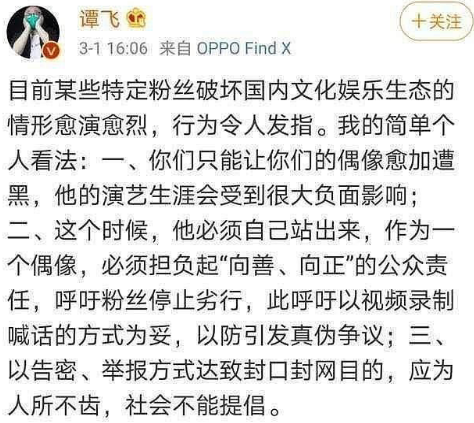 谭飞
+关注
3-1 16:06 来自 OPPO Find X
目前某些特定粉丝破坏国内文化娱乐生态的
情形愈演愈烈，行为令人发指。我的简单个
人看法：一、你们只能让你们的偶像愈加遭
黑，他的演艺生涯会受到很大负面影响；
二、这个时候，他必须自己站出来，作为一
个偶像，必须担负起“向善、向正”的公众责
任，呼吁粉丝停止劣行，此呼吁以视频录制
喊话的方式为妥，以防引发真伪争议；三、
以告密、举报方式达致封口封网目的，应为
人所不齿，社会不能提倡。